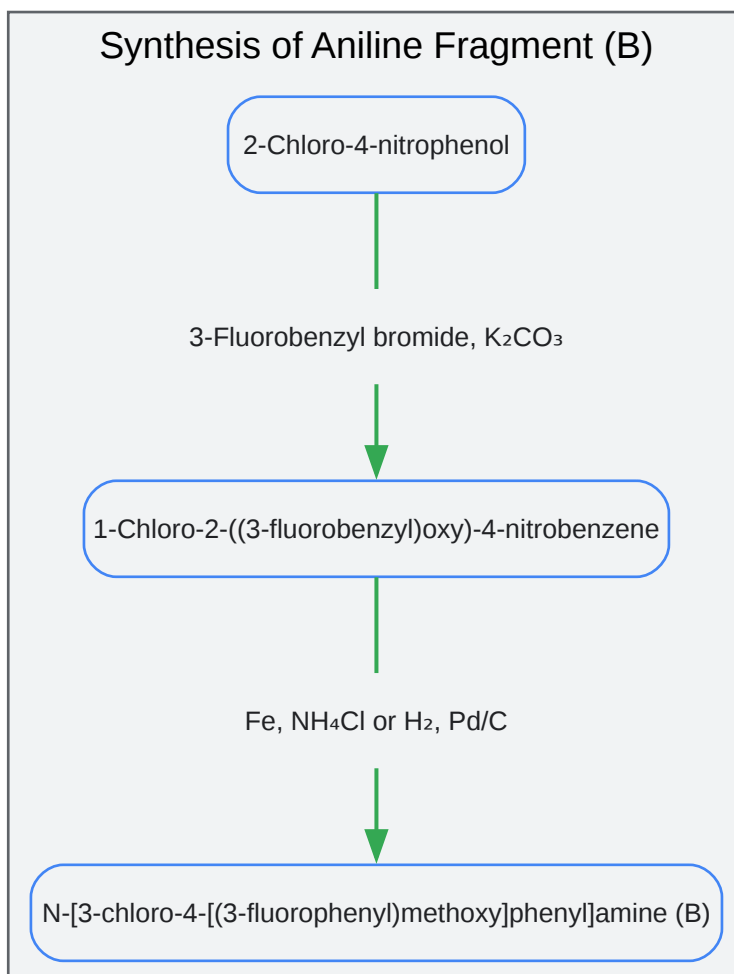 Synthesis of Aniline Fragment (B)
2-Chloro-4-nitrophenol
3-Fluorobenzyl bromide, K₂CO₃
1-Chloro-2-((3-fluorobenzyl)oxy)-4-nitrobenzene
Fe, NH₄Cl or H₂, Pd/C
N-[3-chloro-4-[(3-fluorophenyl)methoxy]phenyl]amine (B)